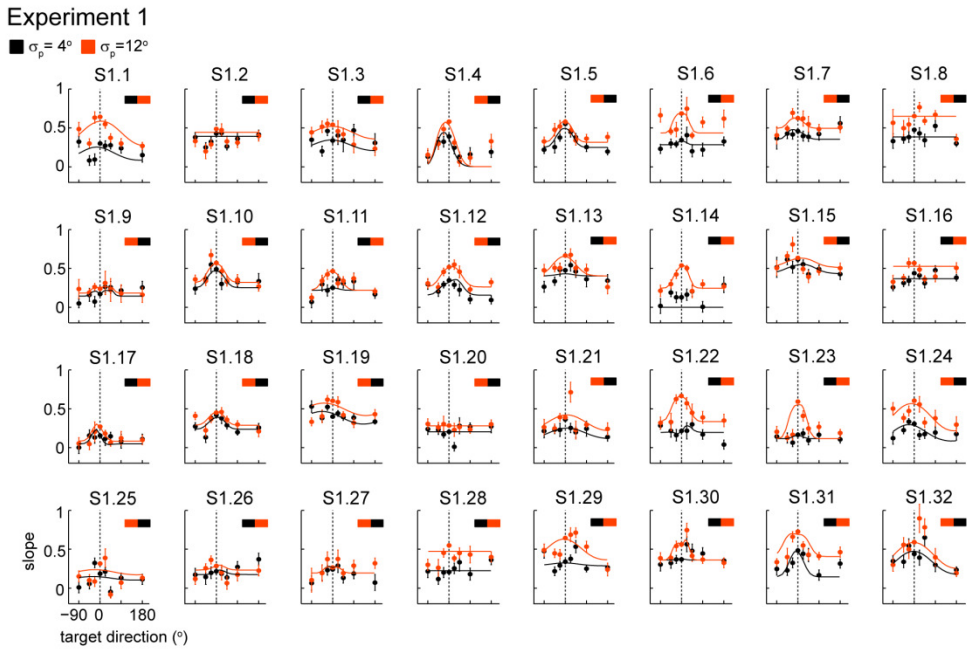 Experiment 1
σp= 4° σp=12°
S1.1 S1.2 S1.3 S1.4 S1.5 S1.6 S1.7 S1.8
1
0.5
0
S1.9 S1.10 S1.11 S1.12 S1.13 S1.14 S1.15 S1.16
1
0.5
0
S1.17 S1.18 S1.19 S1.20 S1.21 S1.22 S1.23 S1.24
1
0.5
0
S1.25 S1.26 S1.27 S1.28 S1.29 S1.30 S1.31 S1.32
1
0.5
0
slope
−90 0 180
target direction (°)